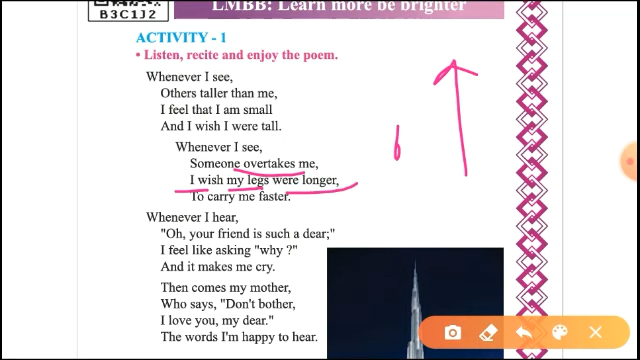 LMBB: Learn more be brighter
B3C1J2
ACTIVITY - 1
• Listen, recite and enjoy the poem.
Whenever I see,
Others taller than me,
I feel that I am small
And I wish I were tall.
Whenever I see,
Someone overtakes me,
I wish my legs were longer,
To carry me faster.
Whenever I hear,
"Oh, your friend is such a dear;"
I feel like asking "why ?"
And it makes me cry.
Then comes my mother,
Who says, "Don't bother,
I love you, my dear."
The words I'm happy to hear.